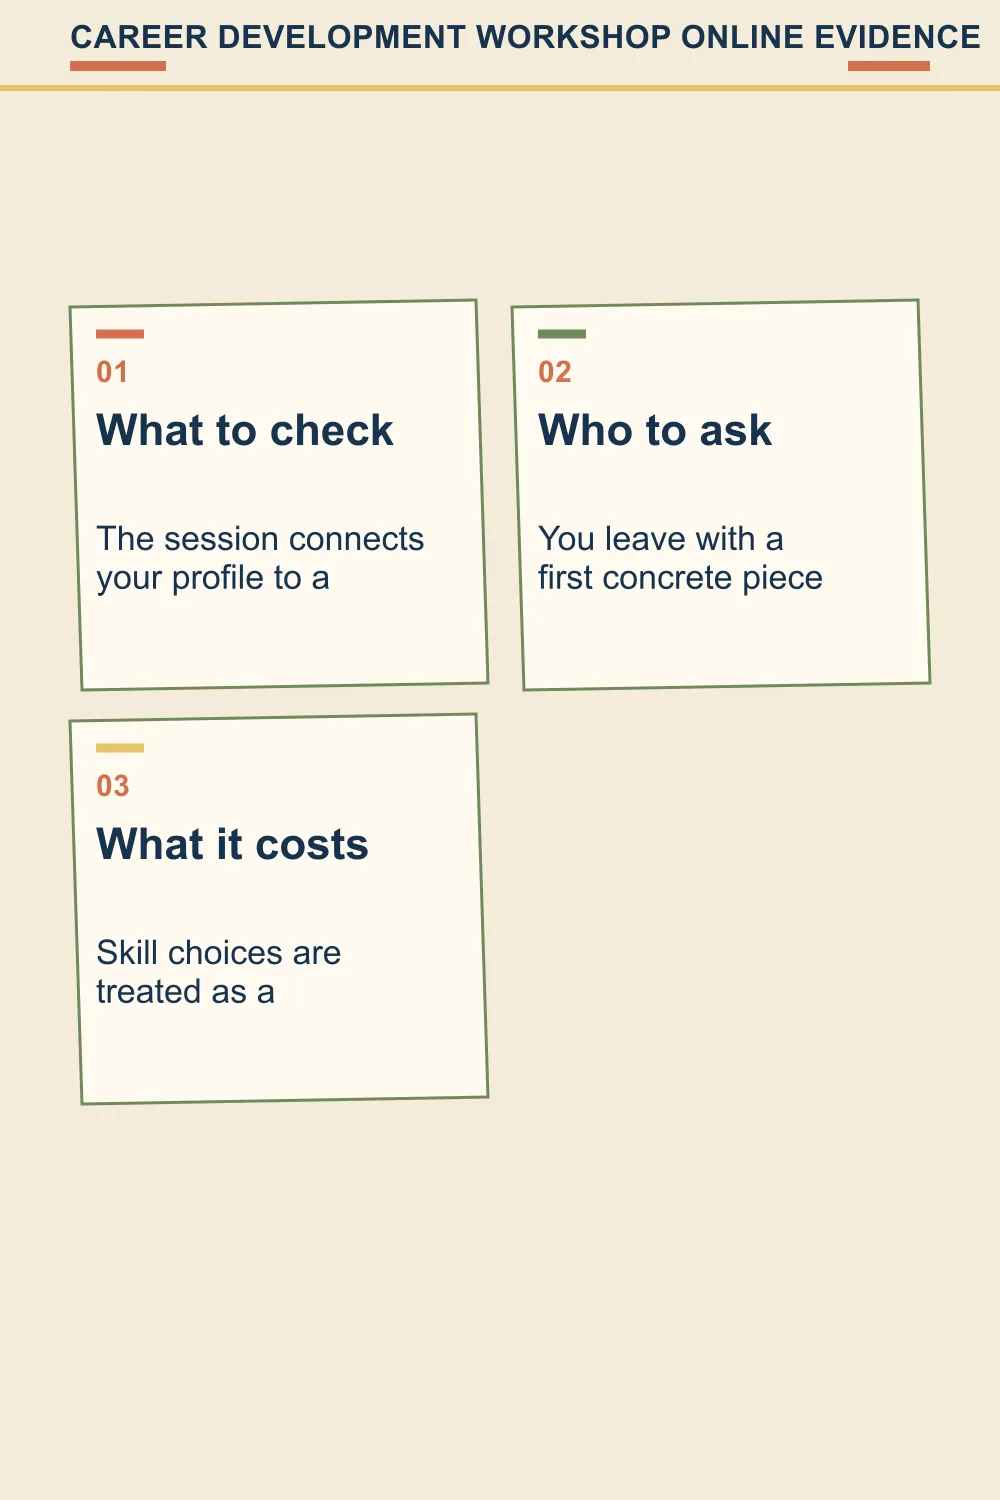 CAREER DEVELOPMENT WORKSHOP ONLINE EVIDENCE
01
What to check
The session connects
your profile to a
02
Who to ask
You leave with a
first concrete piece
03
What it costs
Skill choices are
treated as a